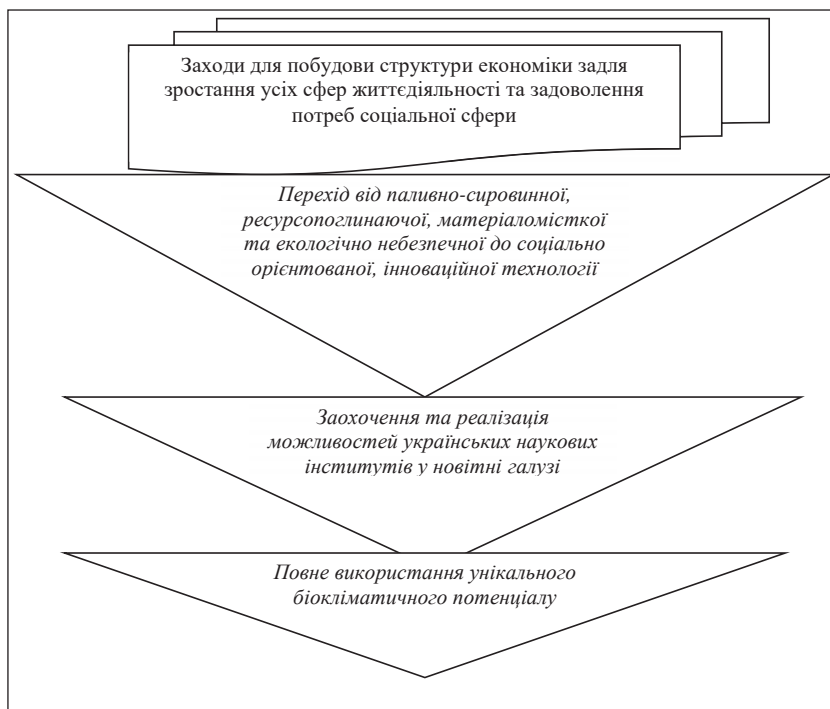 Заходи для побудови структури економіки задля
зростання усіх сфер життєдіяльності та задоволення
потреб соціальної сфери
Перехід від паливно-сировинної,
ресурсопоглинаючої, матеріаломісткої
та екологічно небезпечної до соціально
орієнтованої, інноваційної технології
Заохочення та реалізація
можливостей українських наукових
інститутів у новітні галузі
Повне використання унікального
біокліматичного потенціалу